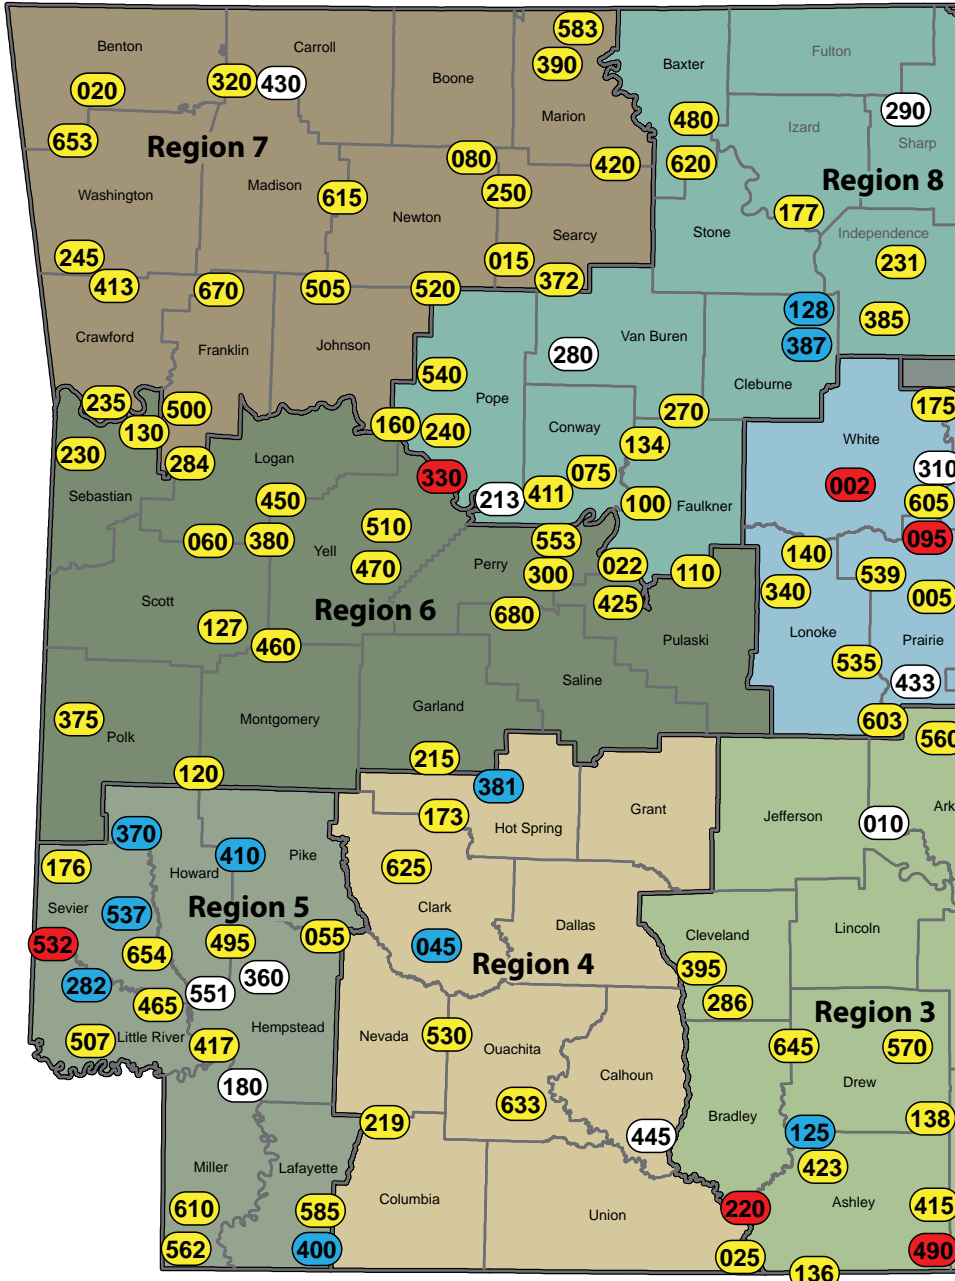 583
Benton
Carroll
Fulton
390
Baxter
Boone
320
430
020
290
Marion
480
Izard
653
Sharp
Region 7
080
420
620
Region 8
Madison
Washington
615
250
177
Newton
Stone
Independence
Searcy
245
015
231
413
670
505
520
372
128
385
Crawford
Johnson
Van Buren
387
Franklin
280
540
Cleburne
Pope
235
500
175
130
160
240
270
Conway
134
White
230
284
Logan
310
330
075
002
Sebastian
450
213
411
100
605
Faulkner
510
095
060
380
553
Yell
140
470
Perry
300
022
110
539
340
005
Scott
Region 6
680
425
127
Lonoke
Prairie
460
Pulaski
535
Saline
433
375
Garland
Montgomery
603
Polk
560
215
120
381
Grant
173
Jefferson
Ark
370
Hot Spring
010
410
Pike
176
Howard
625
Sevier
537
Region 5
Clark
Dallas
Lincoln
055
Cleveland
532
495
045
654
Region 4
395
360
282
551
286
465
Region 3
Hempstead
507
Little River
417
Nevada
530
Ouachita
645
570
Calhoun
180
Drew
633
Bradley
219
445
125
138
Miller
Lafayette
423
Columbia
Ashley
610
585
220
415
Union
562
400
025
490
136